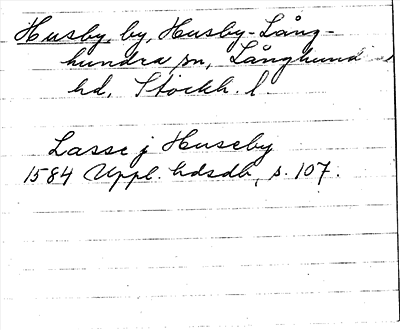 Husby, by, Husby-Lång-
hundra sn, Långhund
hd, Stockh. l.
Lasse j Huseby
1584 Uppl. hdsdb, s. 107.